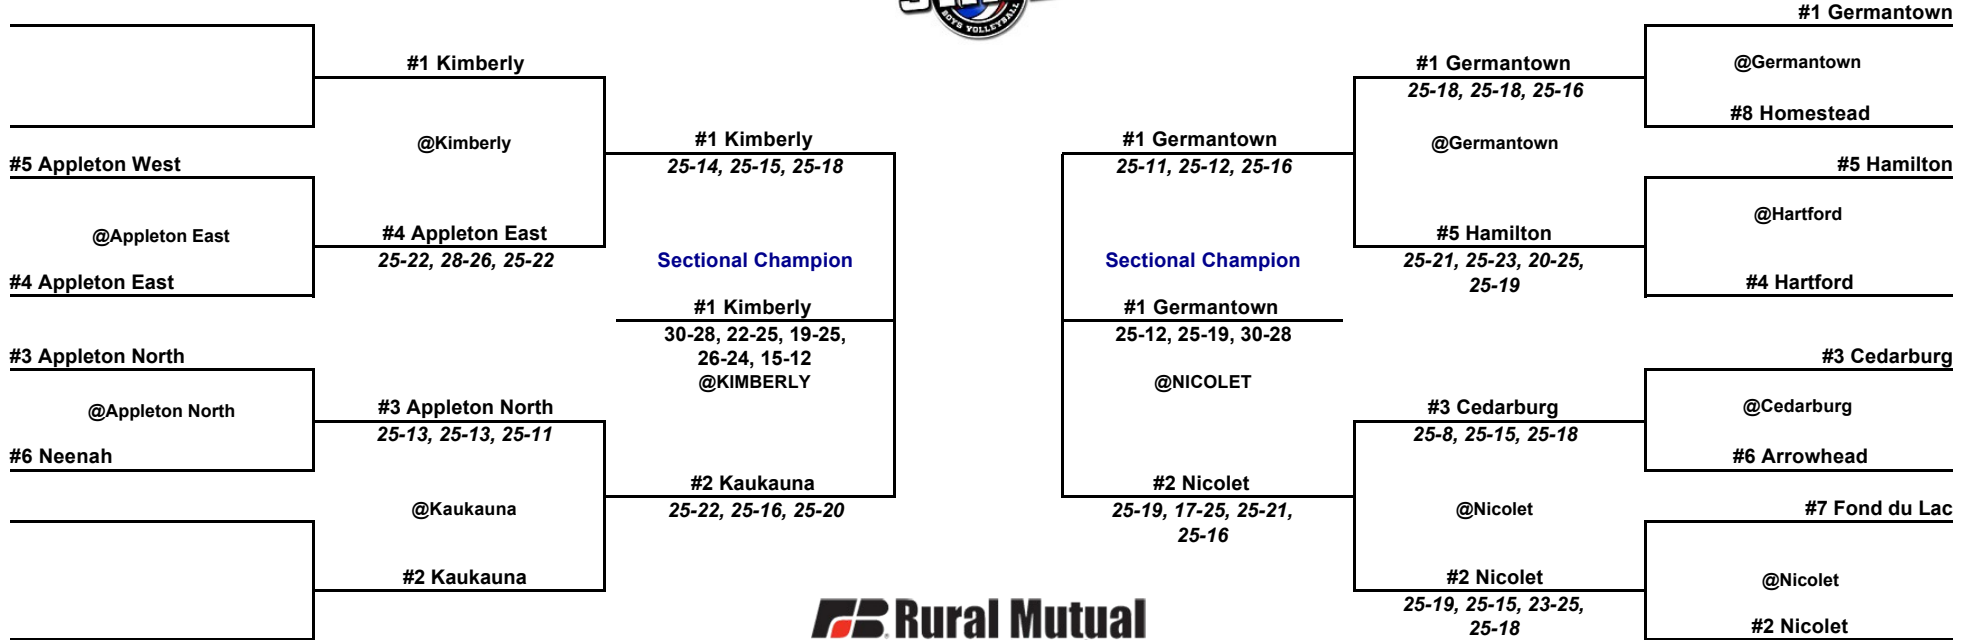 BOYS VOLLEYBALL
#1 Kimberly
@Kimberly
#5 Appleton West
@Appleton East
#4 Appleton East
25-22, 28-26, 25-22
#4 Appleton East
#1 Kimberly
25-14, 25-15, 25-18
Sectional Champion
#1 Kimberly
30-28, 22-25, 19-25,
26-24, 15-12
@KIMBERLY
#3 Appleton North
@Appleton North
#3 Appleton North
25-13, 25-13, 25-11
#6 Neenah
@Kaukauna
#2 Kaukauna
#2 Kaukauna
25-22, 25-16, 25-20
#1 Germantown
@Germantown
#8 Homestead
#1 Germantown
25-18, 25-18, 25-16
@Germantown
#1 Germantown
25-11, 25-12, 25-16
#5 Hamilton
@Hartford
#4 Hartford
#5 Hamilton
25-21, 25-23, 20-25,
25-19
Sectional Champion
#1 Germantown
25-12, 25-19, 30-28
@NICOLET
#3 Cedarburg
@Cedarburg
#6 Arrowhead
#3 Cedarburg
25-8, 25-15, 25-18
@Nicolet
#2 Nicolet
25-19, 17-25, 25-21,
25-16
#7 Fond du Lac
@Nicolet
#2 Nicolet
#2 Nicolet
25-19, 25-15, 23-25,
25-18
Rural Mutual